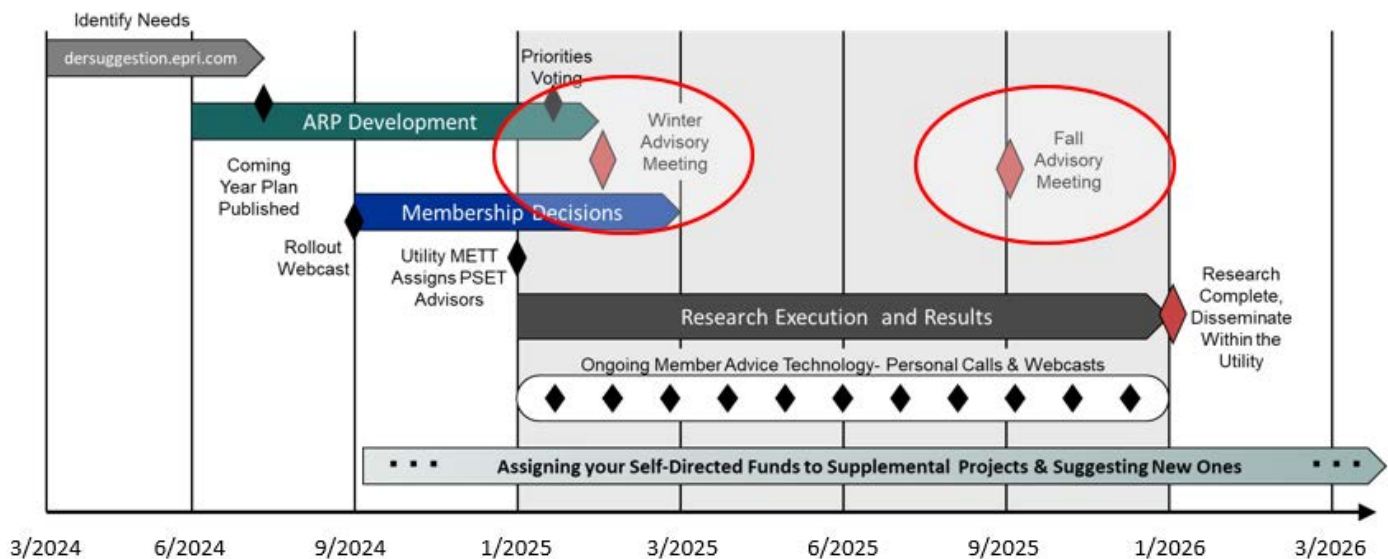 Identify Needs
dersuggestion.epri.com
Priorities
Voting
ARP Development
Winter
Advisory
Meeting
Fall
Advisory
Meeting
Coming
Year Plan
Published
Membership Decisions
Rollout
Webcast
Utility METT
Assigns PSET
Advisors
Research
Complete,
Disseminate
Within the
Utility
Research Execution and Results
Ongoing Member Advice Technology- Personal Calls & Webcasts
Assigning your Self-Directed Funds to Supplemental Projects & Suggesting New Ones
3/2024 6/2024 9/2024 1/2025 3/2025 6/2025 9/2025 1/2026 3/2026